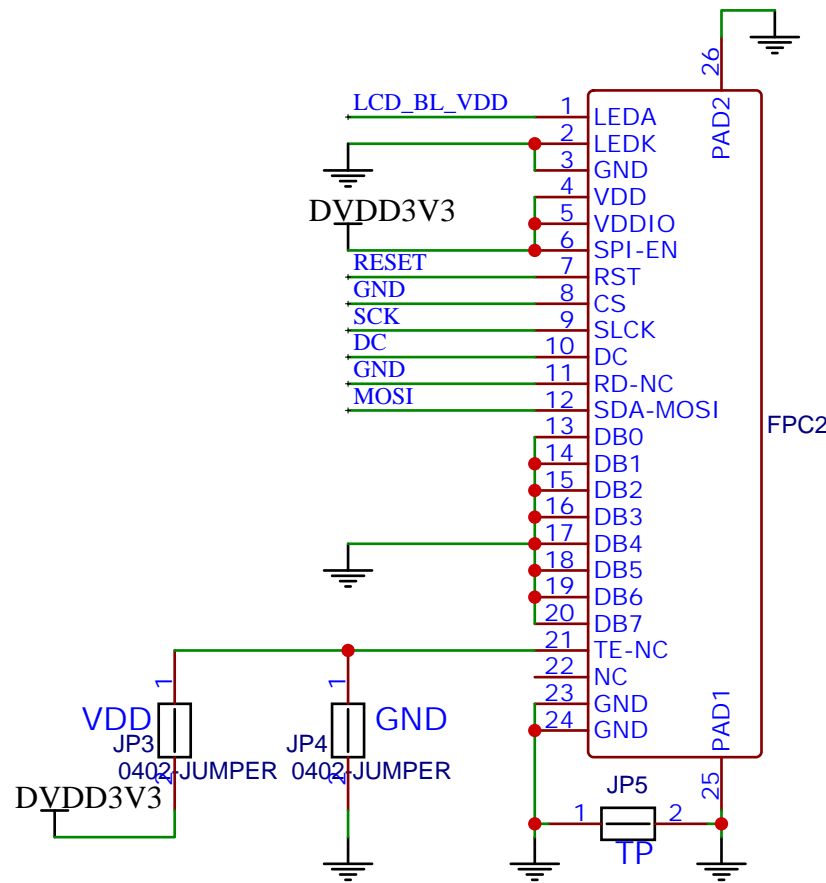 26
LCD_BL_VDD
1 LEDA
PAD2
2 LEDK
3 GND
4 VDD
DVDD3V3
5 VDDIO
6 SPI-EN
RESET
7 RST
GND
8 CS
SCK
9 SLCK
DC
10 DC
GND
11 RD-NC
MOSI
12 SDA-MOSI
FPC2
13 DB0
14 DB1
15 DB2
16 DB3
17 DB4
18 DB5
19 DB6
20 DB7
21 TE-NC
22 NC
23 GND
24 GND
PAD1
25
1
VDD
JP3
0402-JUMPER
2
DVDD3V3
1
GND
JP4
0402-JUMPER
2
JP5
1 2
TP